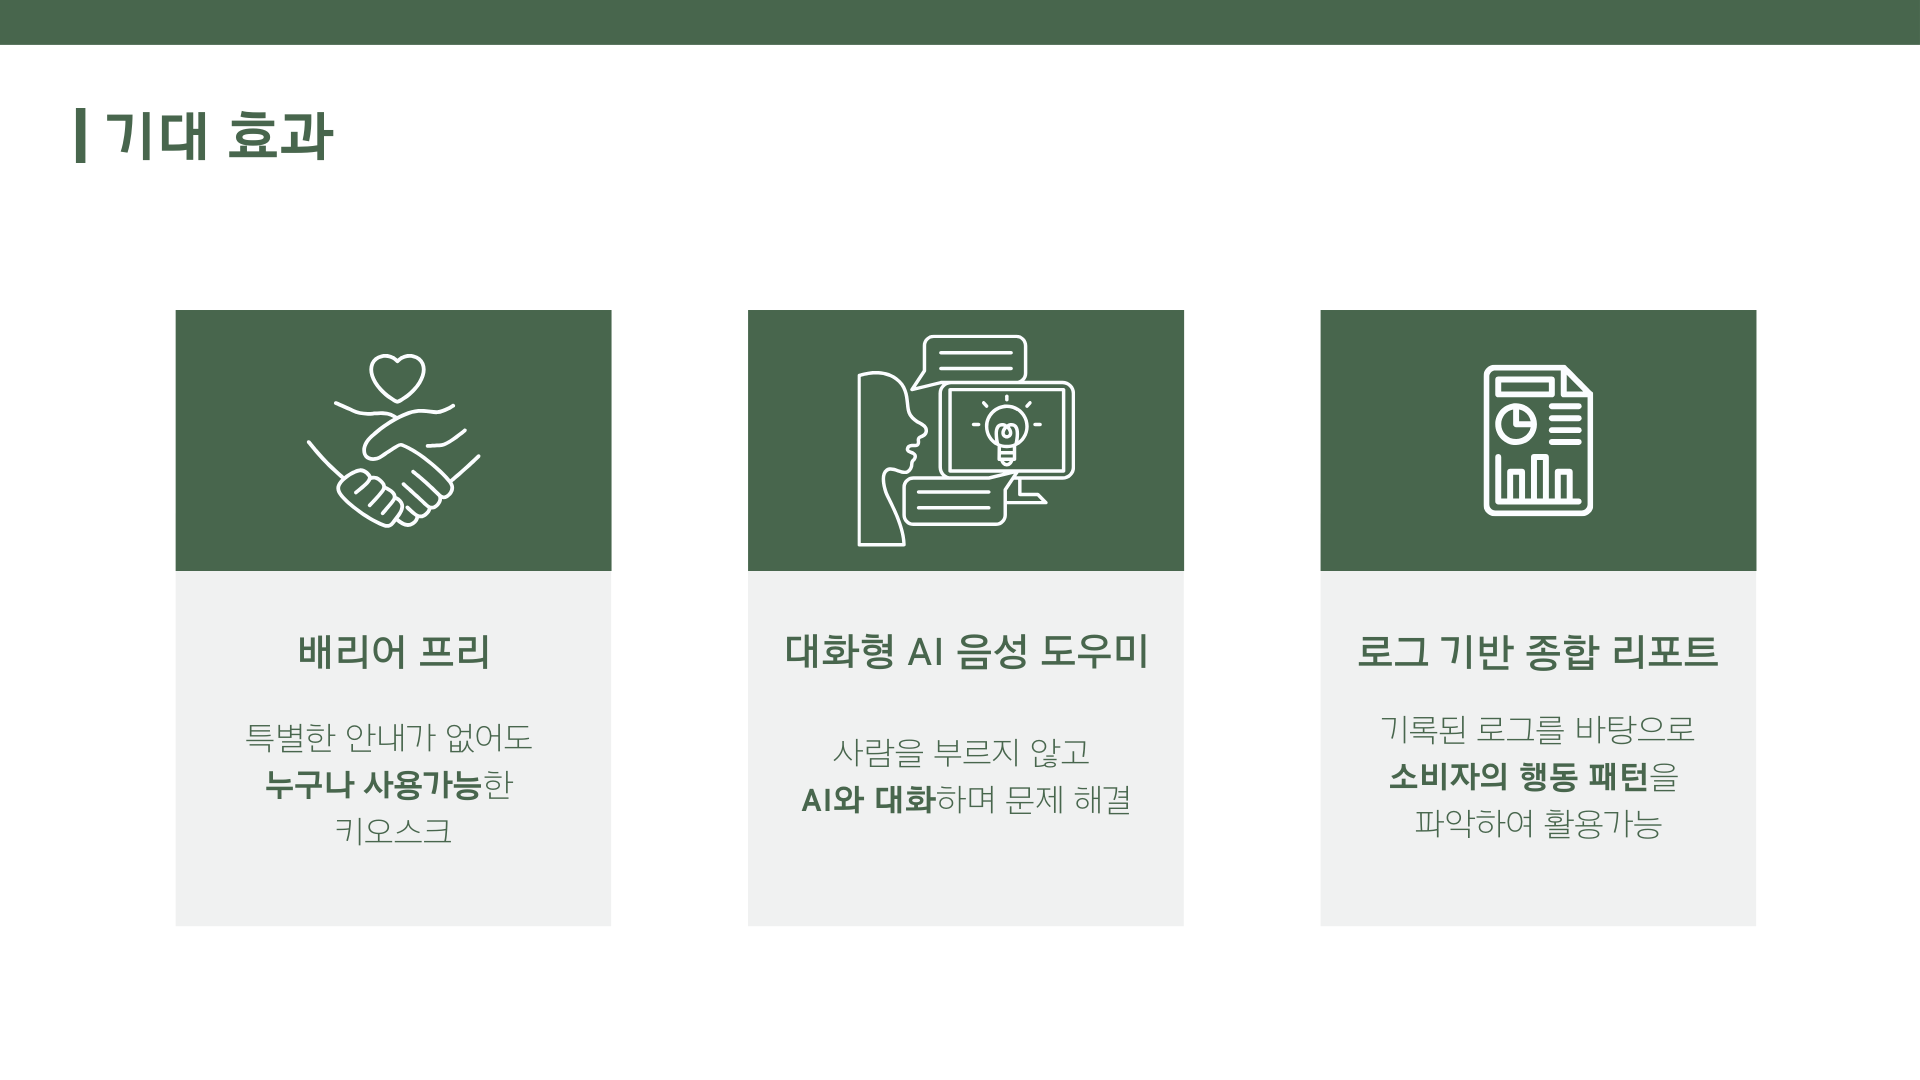 기대 효과
배리어 프리
특별한 안내가 없어도
누구나 사용가능한
키오스크
대화형 AI 음성 도우미
사람을 부르지 않고
AI와 대화하며 문제 해결
로그 기반 종합 리포트
기록된 로그를 바탕으로
소비자의 행동 패턴을
파악하여 활용가능